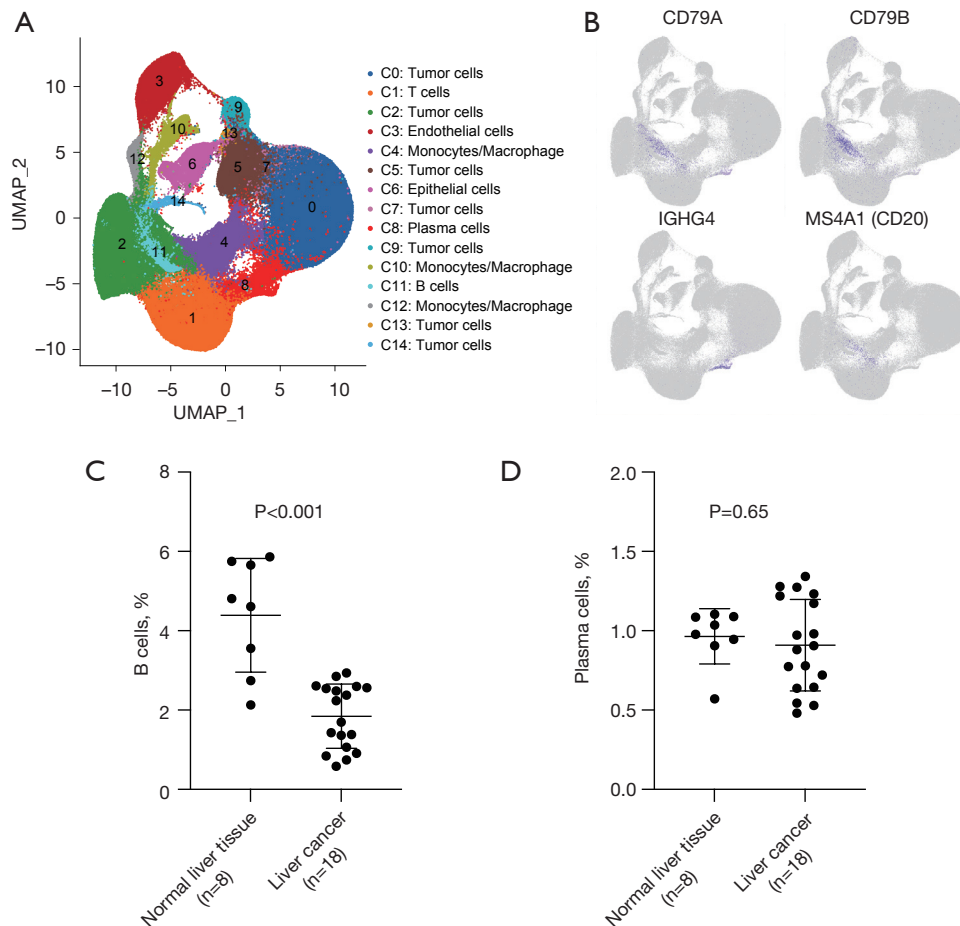 A
UMAP_2
10
5
0
−5
−10
−10
−5
0
5
10
UMAP_1
3
9
10
13
12
6
5
7
14
0
2
11
4
8
1
C0: Tumor cells
C1: T cells
C2: Tumor cells
C3: Endothelial cells
C4: Monocytes/Macrophage
C5: Tumor cells
C6: Epithelial cells
C7: Tumor cells
C8: Plasma cells
C9: Tumor cells
C10: Monocytes/Macrophage
C11: B cells
C12: Monocytes/Macrophage
C13: Tumor cells
C14: Tumor cells
B
CD79A
CD79B
IGHG4
MS4A1 (CD20)
C
B cells, %
8
6
4
2
0
P<0.001
Normal liver tissue
(n=8)
Liver cancer
(n=18)
D
Plasma cells, %
2.0
1.5
1.0
0.5
0.0
P=0.65
Normal liver tissue
(n=8)
Liver cancer
(n=18)